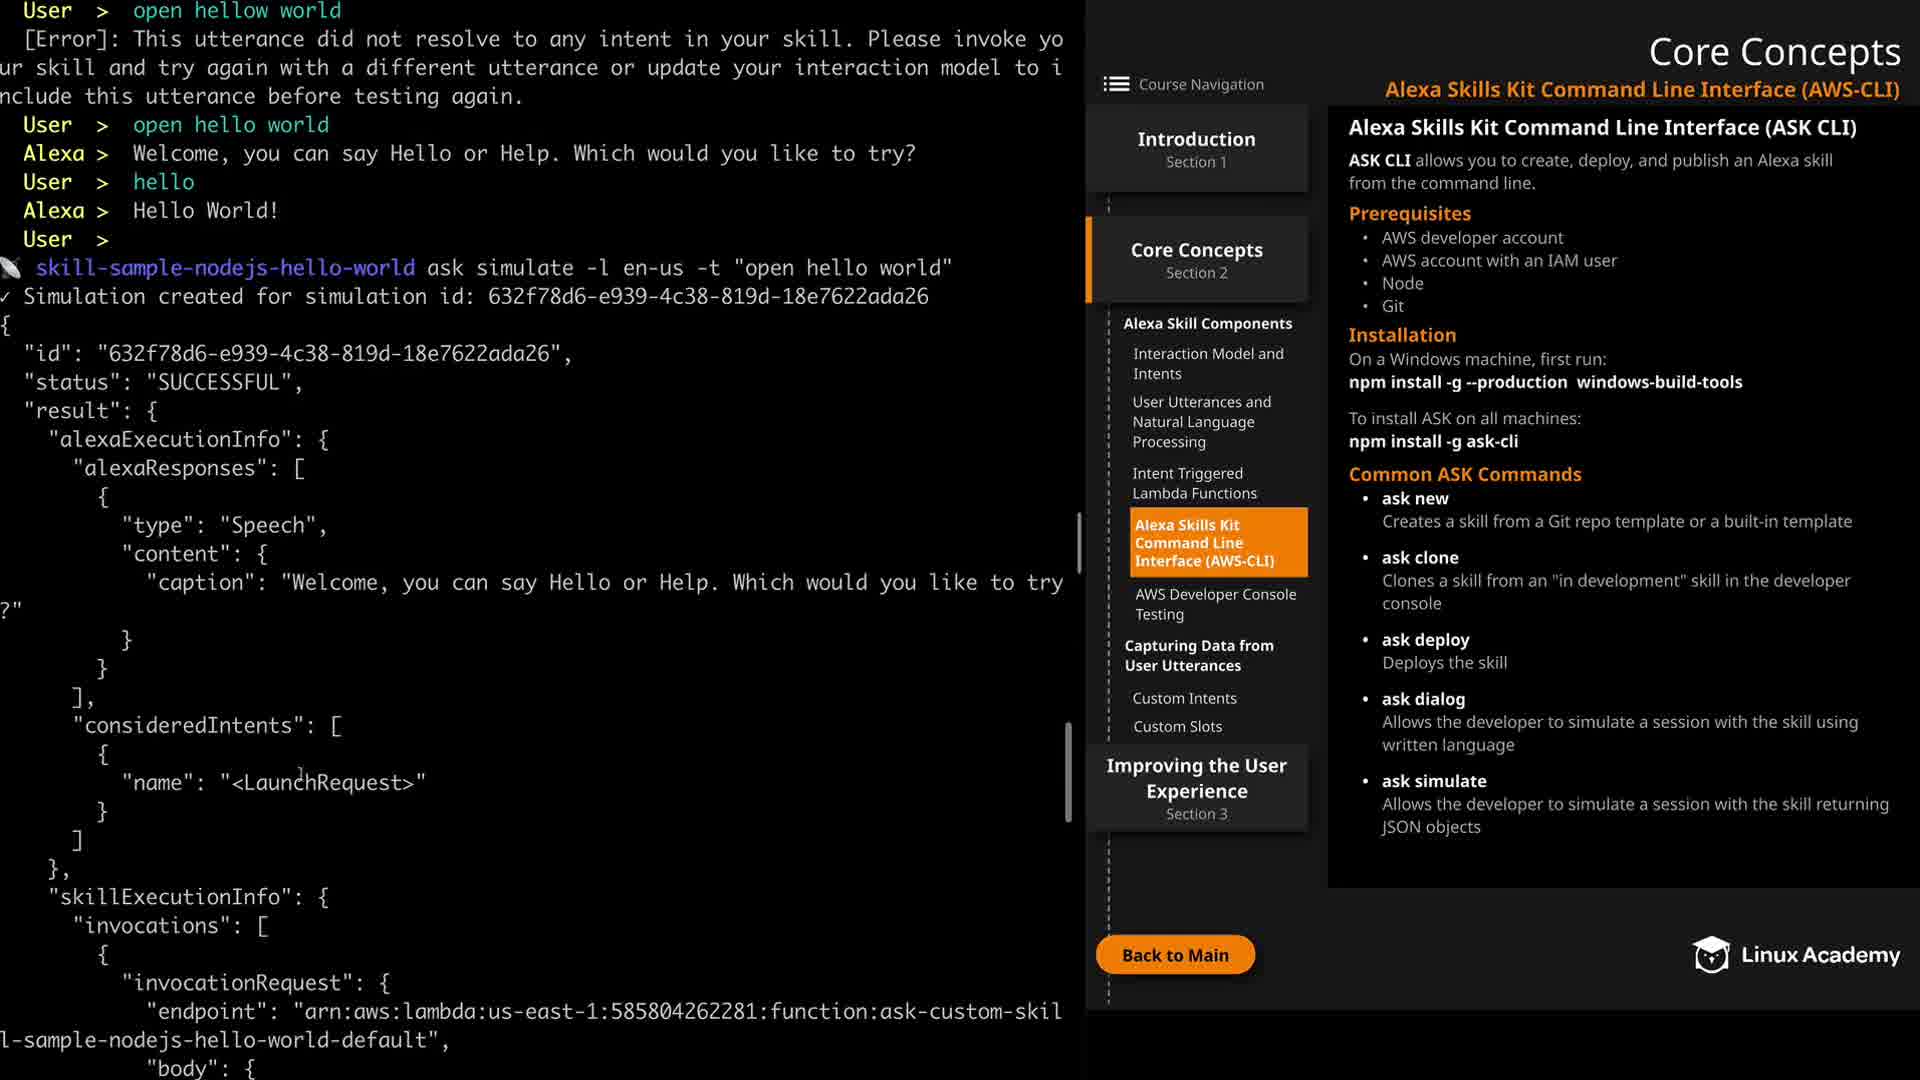 User  >  open hellow world
[Error]: This utterance did not resolve to any intent in your skill. Please invoke yo
ur skill and try again with a different utterance or update your interaction model to i
nclude this utterance before testing again.
User  >  open hello world
Alexa >  Welcome, you can say Hello or Help. Which would you like to try?
User  >  hello
Alexa >  Hello World!
User  >
skill-sample-nodejs-hello-world ask simulate -l en-us -t "open hello world"
✓ Simulation created for simulation id: 632f78d6-e939-4c38-819d-18e7622ada26
{
"id": "632f78d6-e939-4c38-819d-18e7622ada26",
"status": "SUCCESSFUL",
"result": {
"alexaExecutionInfo": {
"alexaResponses": [
{
"type": "Speech",
"content": {
"caption": "Welcome, you can say Hello or Help. Which would you like to try
?"
}
}
],
"consideredIntents": [
{
"name": "<LaunchRequest>"
}
]
},
"skillExecutionInfo": {
"invocations": [
{
"invocationRequest": {
"endpoint": "arn:aws:lambda:us-east-1:585804262281:function:ask-custom-skil
l-sample-nodejs-hello-world-default",
"body": {
Core Concepts
Alexa Skills Kit Command Line Interface (AWS-CLI)
Course Navigation
Introduction
Section 1
Core Concepts
Section 2
Alexa Skill Components
Interaction Model and
Intents
User Utterances and
Natural Language
Processing
Intent Triggered
Lambda Functions
Alexa Skills Kit
Command Line
Interface (AWS-CLI)
AWS Developer Console
Testing
Capturing Data from
User Utterances
Custom Intents
Custom Slots
Improving the User
Experience
Section 3
Back to Main
Alexa Skills Kit Command Line Interface (ASK CLI)
ASK CLI allows you to create, deploy, and publish an Alexa skill
from the command line.
Prerequisites
• AWS developer account
• AWS account with an IAM user
• Node
• Git
Installation
On a Windows machine, first run:
npm install -g --production  windows-build-tools
To install ASK on all machines:
npm install -g ask-cli
Common ASK Commands
• ask new
Creates a skill from a Git repo template or a built-in template
• ask clone
Clones a skill from an "in development" skill in the developer
console
• ask deploy
Deploys the skill
• ask dialog
Allows the developer to simulate a session with the skill using
written language
• ask simulate
Allows the developer to simulate a session with the skill returning
JSON objects
Linux Academy